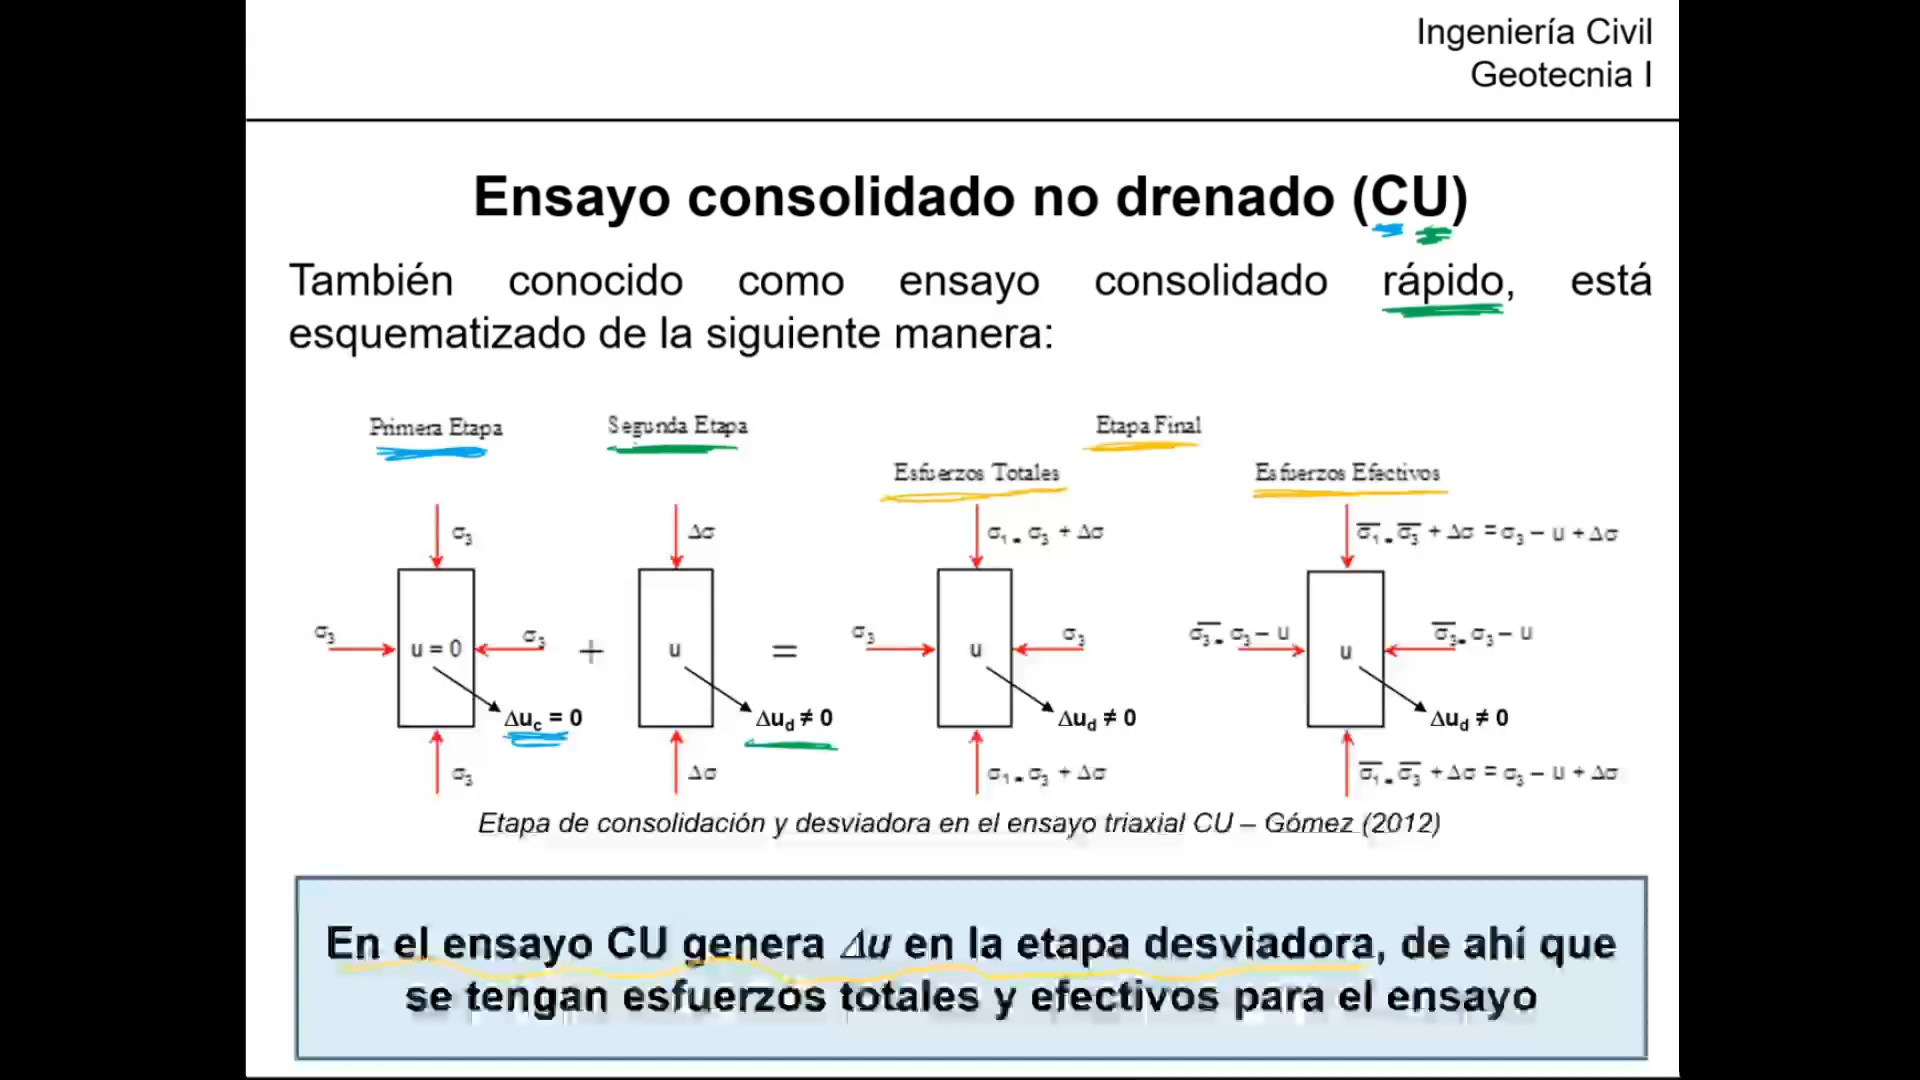 Ingeniería Civil
Geotecnia I
Ensayo consolidado no drenado (CU)
También conocido como ensayo consolidado rápido, está
esquematizado de la siguiente manera:
Primera Etapa
Segunda Etapa
Etapa Final
Esfuerzos Totales
Esfuerzos Efectivos
σ₃
Δσ
σ₁ = σ₃ + Δσ
σ̅₁ = σ̅₃ + Δσ = σ₃ − u + Δσ
σ₃
u = 0
σ₃
+
u
=
σ₃
u
σ₃
σ̅₃ = σ₃ − u
u
σ̅₃ = σ₃ − u
Δu_c = 0
Δu_d ≠ 0
Δu_d ≠ 0
Δu_d ≠ 0
σ₃
Δσ
σ₁ = σ₃ + Δσ
σ̅₁ = σ̅₃ + Δσ = σ₃ − u + Δσ
Etapa de consolidación y desviadora en el ensayo triaxial CU – Gómez (2012)
En el ensayo CU genera Δu en la etapa desviadora, de ahí que
se tengan esfuerzos totales y efectivos para el ensayo